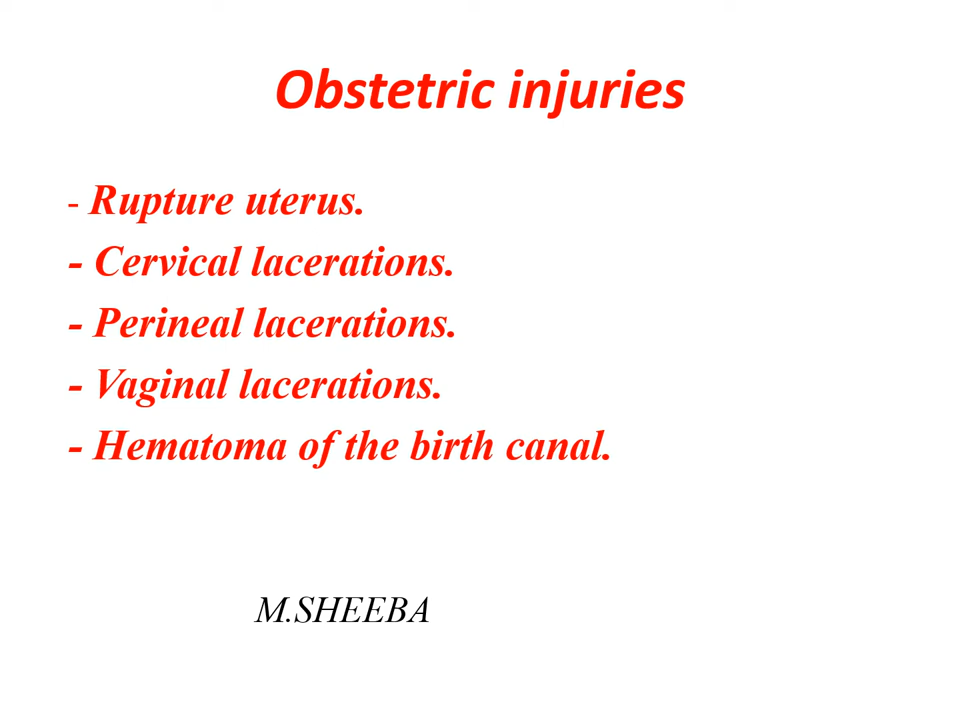 Obstetric injuries
- Rupture uterus.
- Cervical lacerations.
- Perineal lacerations.
- Vaginal lacerations.
- Hematoma of the birth canal.
M.SHEEBA